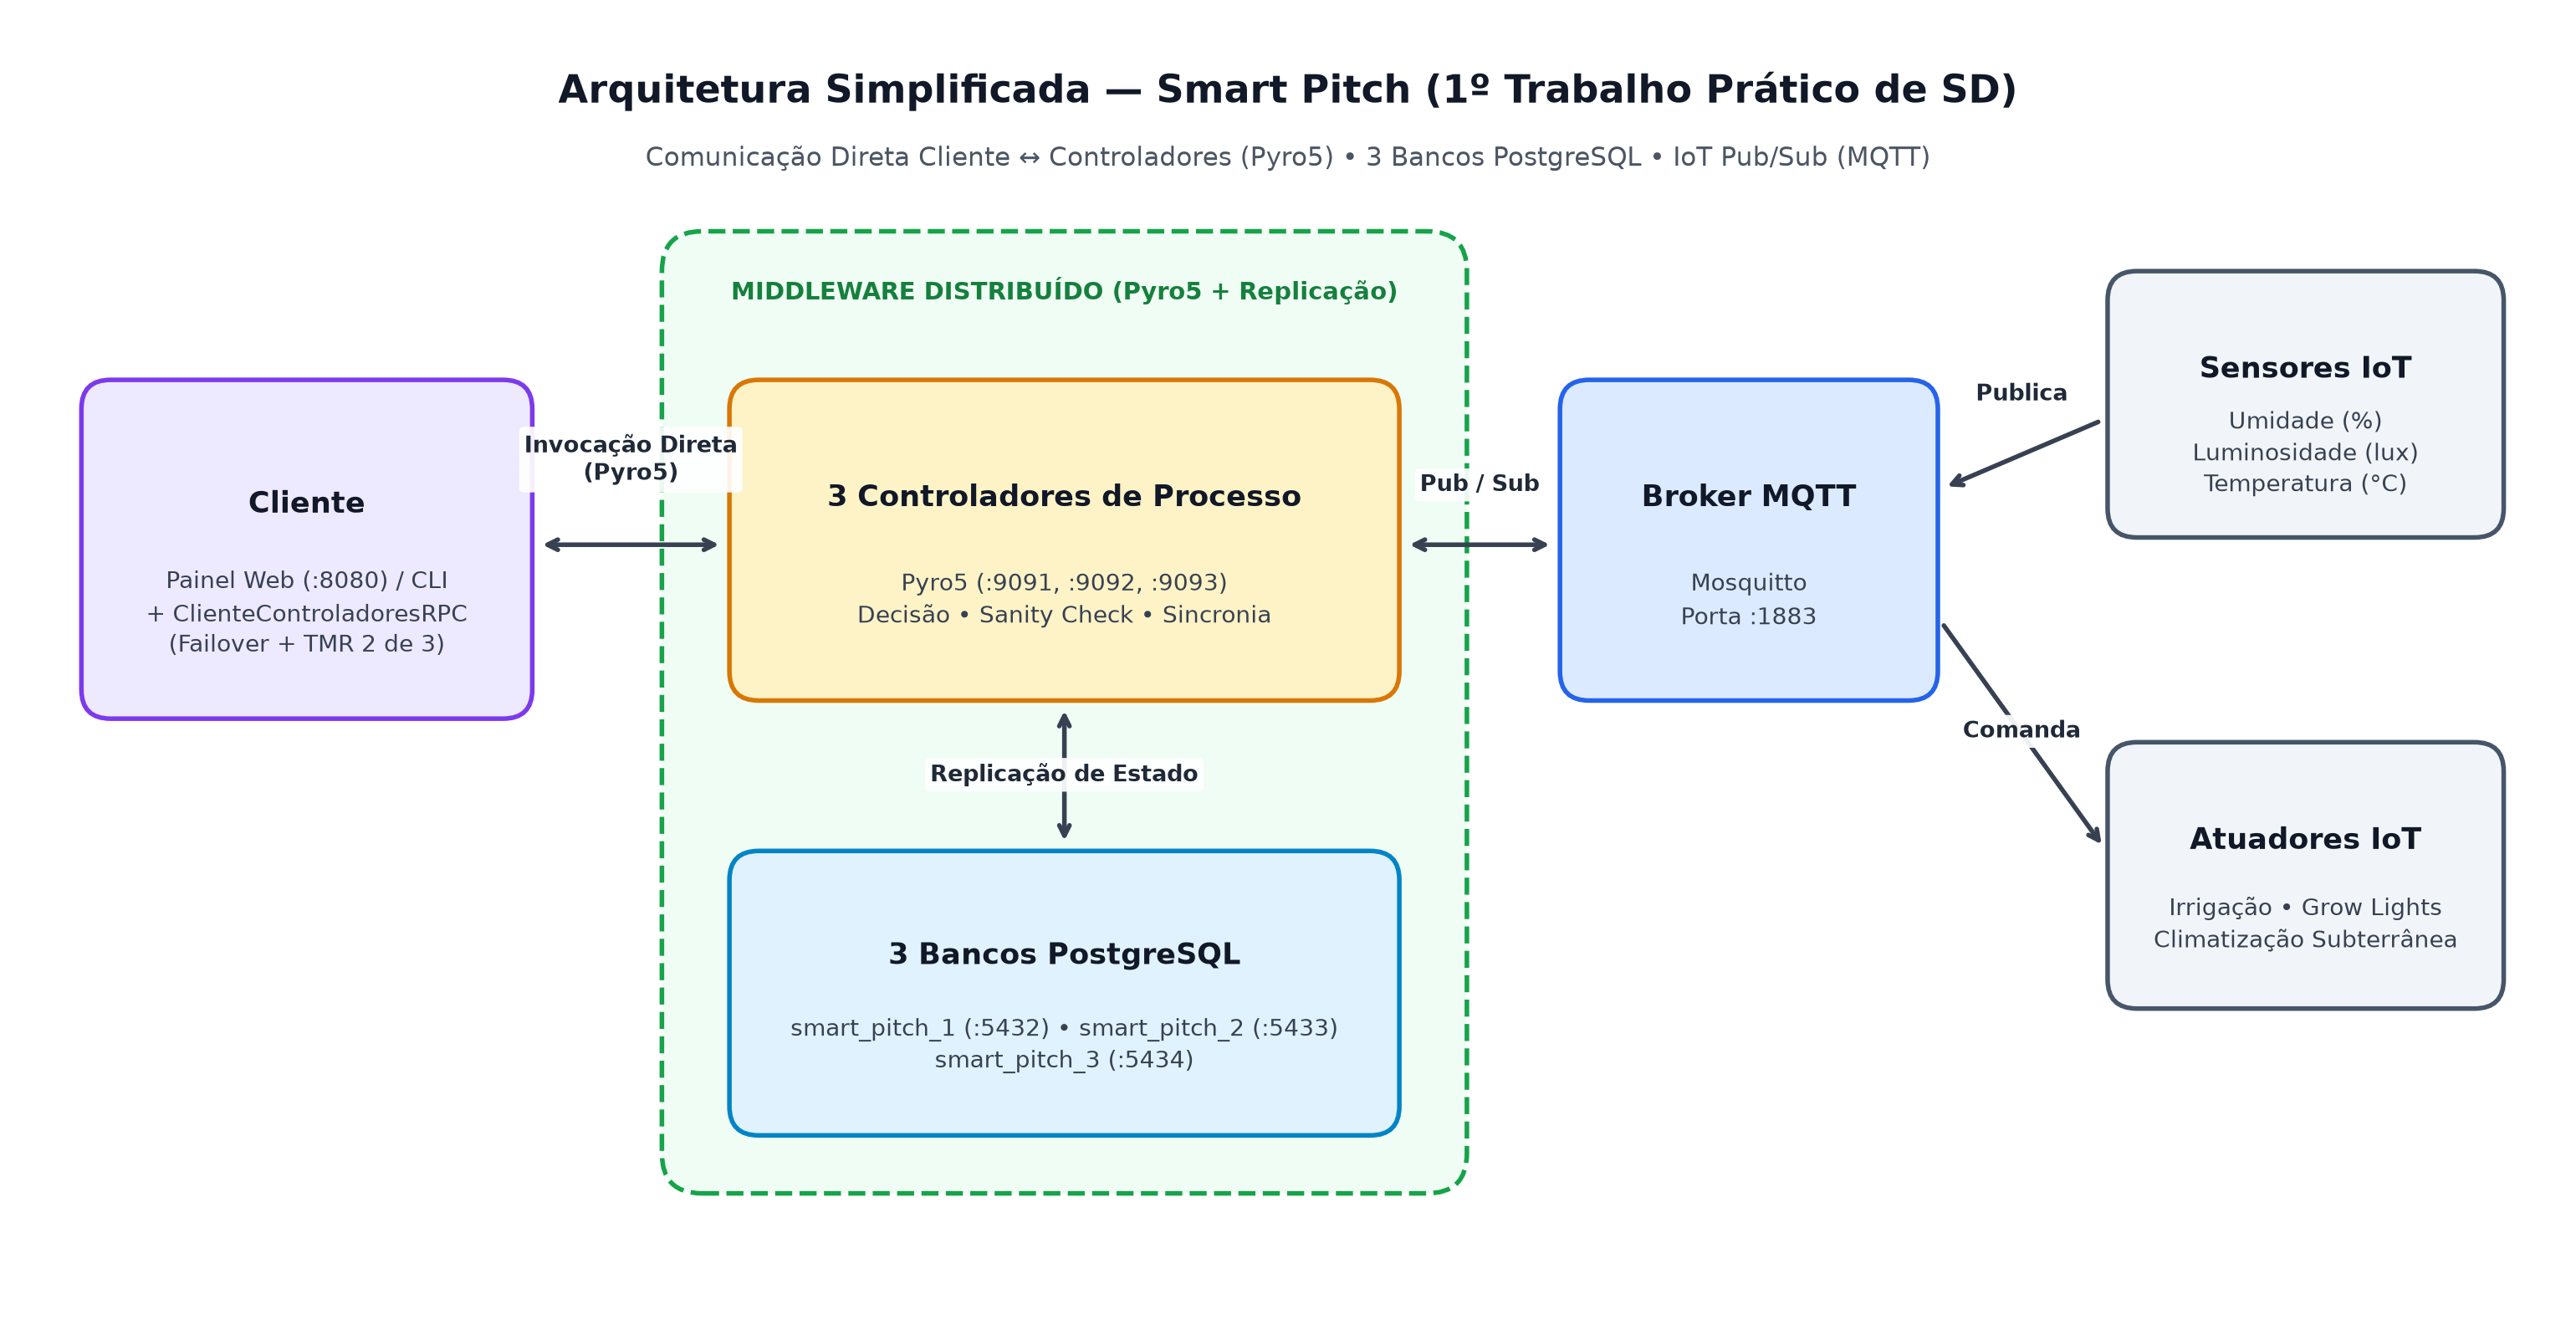 Arquitetura Simplificada — Smart Pitch (1º Trabalho Prático de SD)
Comunicação Direta Cliente ↔ Controladores (Pyro5) • 3 Bancos PostgreSQL • IoT Pub/Sub (MQTT)
MIDDLEWARE DISTRIBUÍDO (Pyro5 + Replicação)
Cliente
Painel Web (:8080) / CLI
+ ClienteControladoresRPC
(Failover + TMR 2 de 3)
Invocação Direta
(Pyro5)
3 Controladores de Processo
Pyro5 (:9091, :9092, :9093)
Decisão • Sanity Check • Sincronia
Replicação de Estado
3 Bancos PostgreSQL
smart_pitch_1 (:5432) • smart_pitch_2 (:5433)
smart_pitch_3 (:5434)
Pub / Sub
Broker MQTT
Mosquitto
Porta :1883
Publica
Sensores IoT
Umidade (%)
Luminosidade (lux)
Temperatura (°C)
Comanda
Atuadores IoT
Irrigação • Grow Lights
Climatização Subterrânea